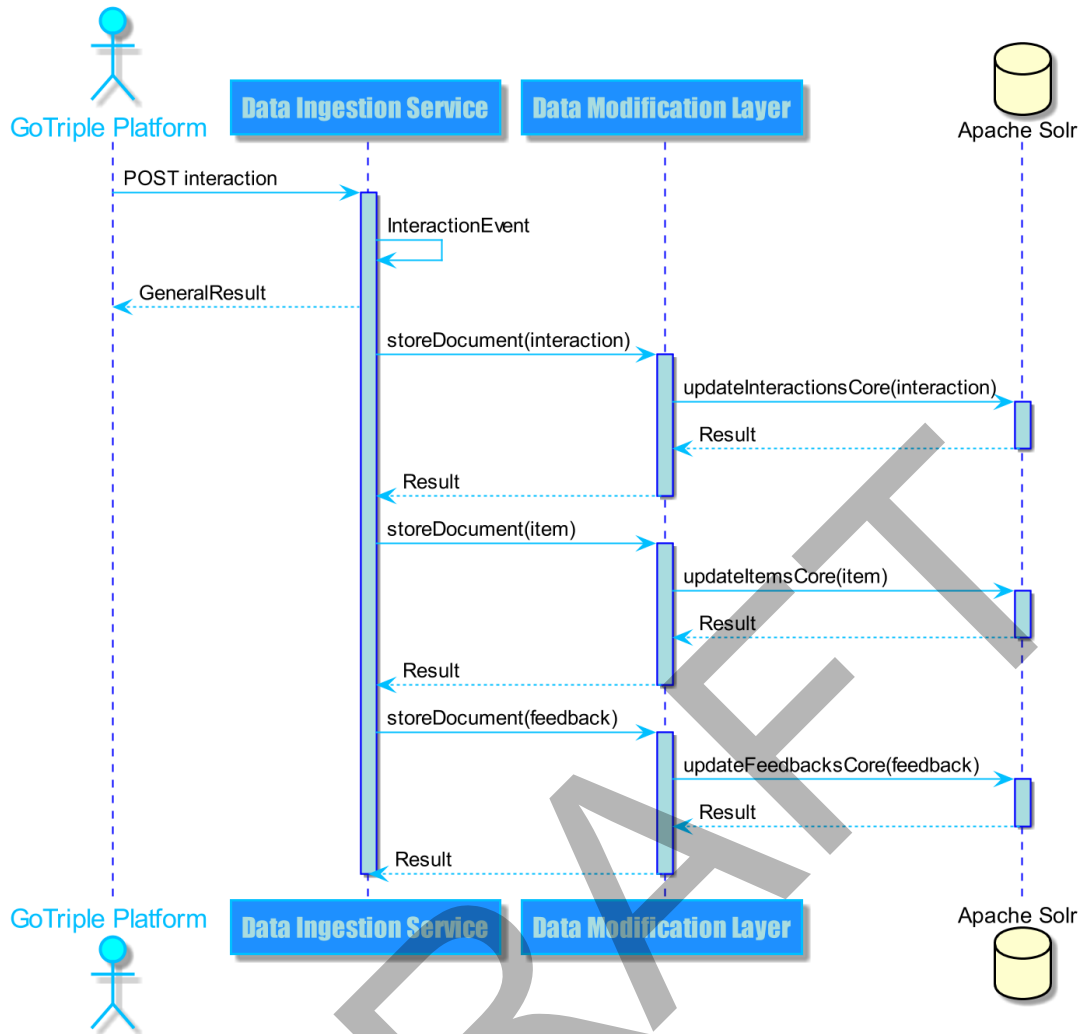 GoTriple Platform
Data Ingestion Service
Data Modification Layer
Apache Solr
POST interaction
InteractionEvent
GeneralResult
storeDocument(interaction)
updateInteractionsCore(interaction)
Result
Result
storeDocument(item)
updateItemsCore(item)
Result
Result
storeDocument(feedback)
updateFeedbacksCore(feedback)
Result
Result
GoTriple Platform
Data Ingestion Service
Data Modification Layer
Apache Solr
RAFT